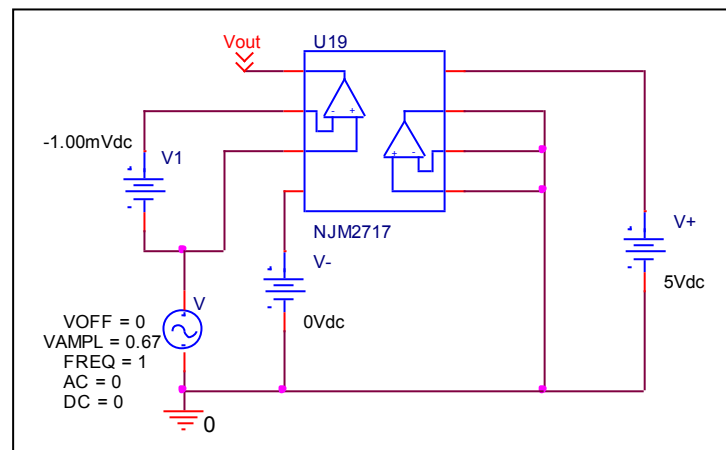 Vout
U19
-1.00mVdc
V1
- +
+ -
NJM2717
V-
V+
0Vdc
5Vdc
V
VOFF = 0
VAMPL = 0.67
FREQ = 1
AC = 0
DC = 0
0